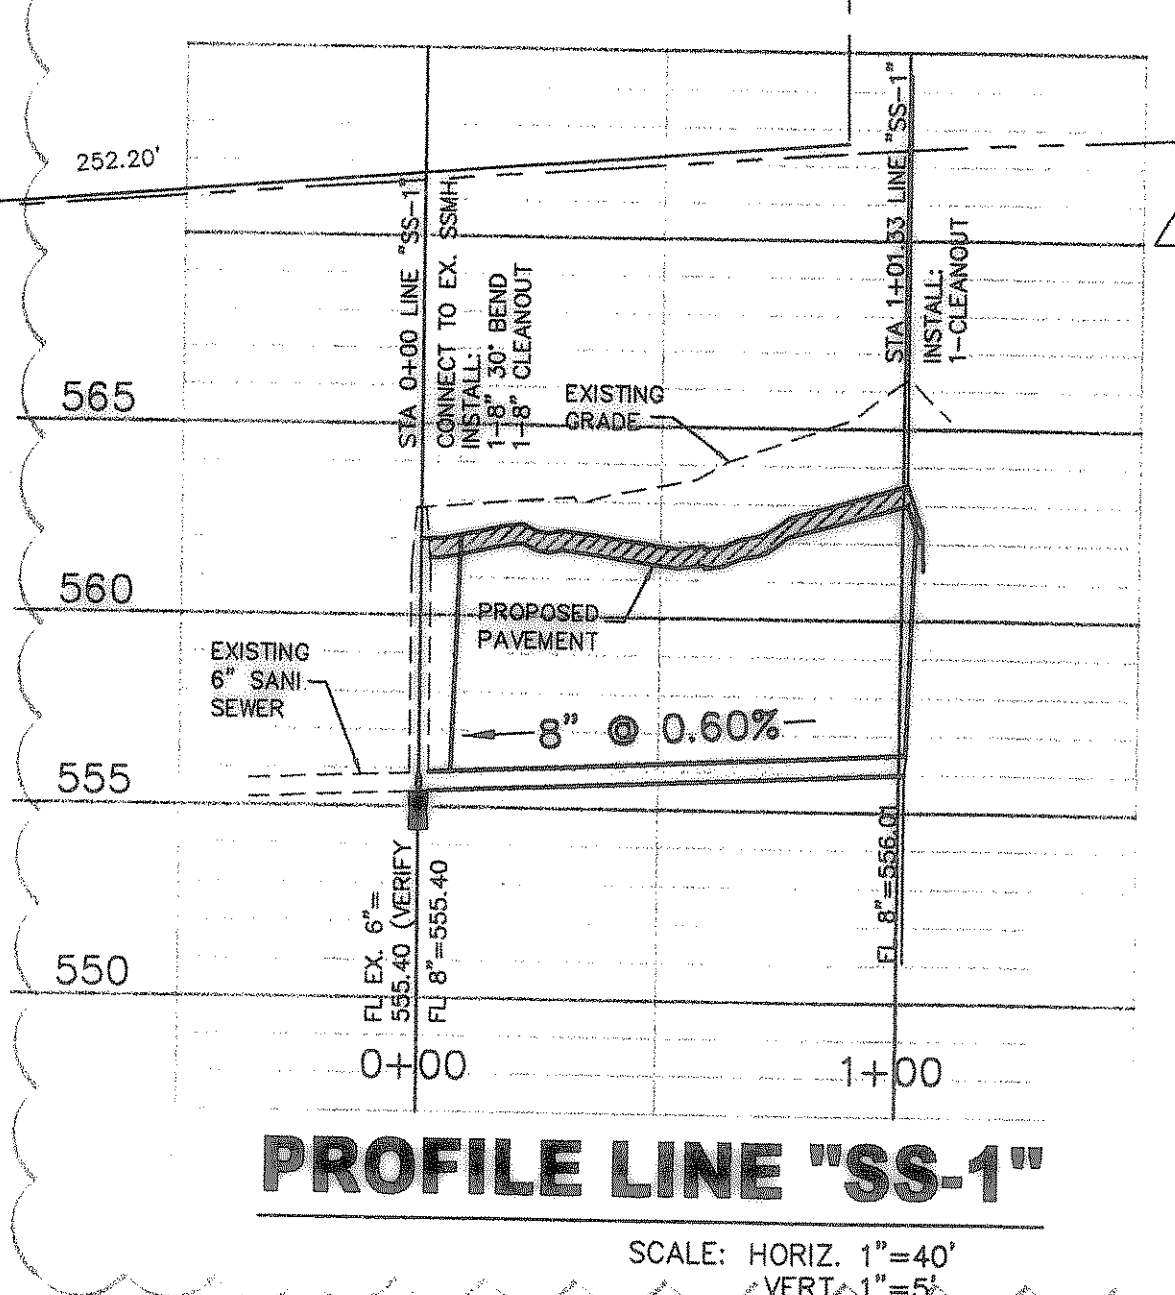 252.20'
STA 0+00 LINE "SS-1"
CONNECT TO EX. SSMH
INSTALL:
1-8" 30° BEND
1-8" CLEANOUT
STA 1+01.33 LINE "SS-1"
INSTALL:
1-CLEANOUT
565
EXISTING
GRADE
560
PROPOSED
PAVEMENT
EXISTING
6" SANI
SEWER
8" @ 0.60%
555
FL EX. 6"=
555.40 (VERIFY
FL 8"=555.40
FL 8"=556.01
550
0+00
1+00
PROFILE LINE "SS-1"
SCALE: HORIZ. 1"=40'
VERT. 1"=5'